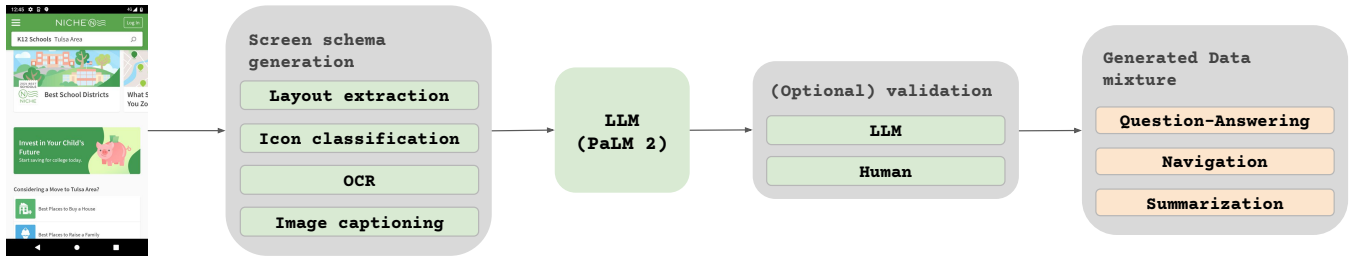 12:45
4G
NICHE
Log In
K12 Schools Tulsa Area
NICHE
Best School Districts
What S
You Zo
Invest in Your Child's
Future
Start saving for college today.
Considering a Move to Tulsa Area?
Best Places to Buy a House
Best Places to Raise a Family
Screen schema
generation
Layout extraction
Icon classification
OCR
Image captioning
LLM
(PaLM 2)
(Optional) validation
LLM
Human
Generated Data
mixture
Question-Answering
Navigation
Summarization